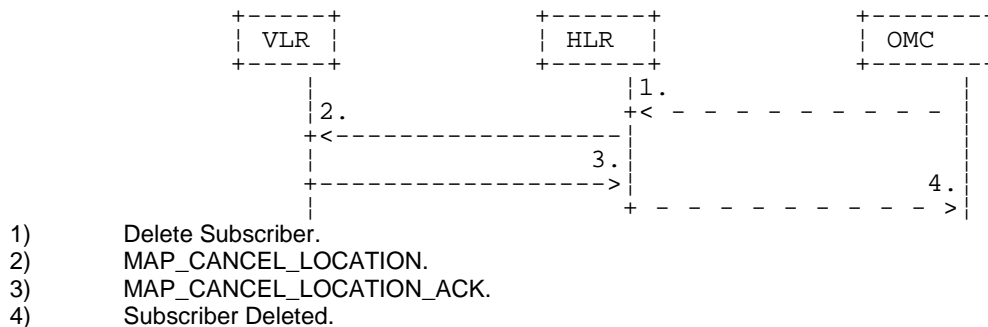 VLR HLR OMC
1.
2.
3.
4.
1) Delete Subscriber.
2) MAP_CANCEL_LOCATION.
3) MAP_CANCEL_LOCATION_ACK.
4) Subscriber Deleted.